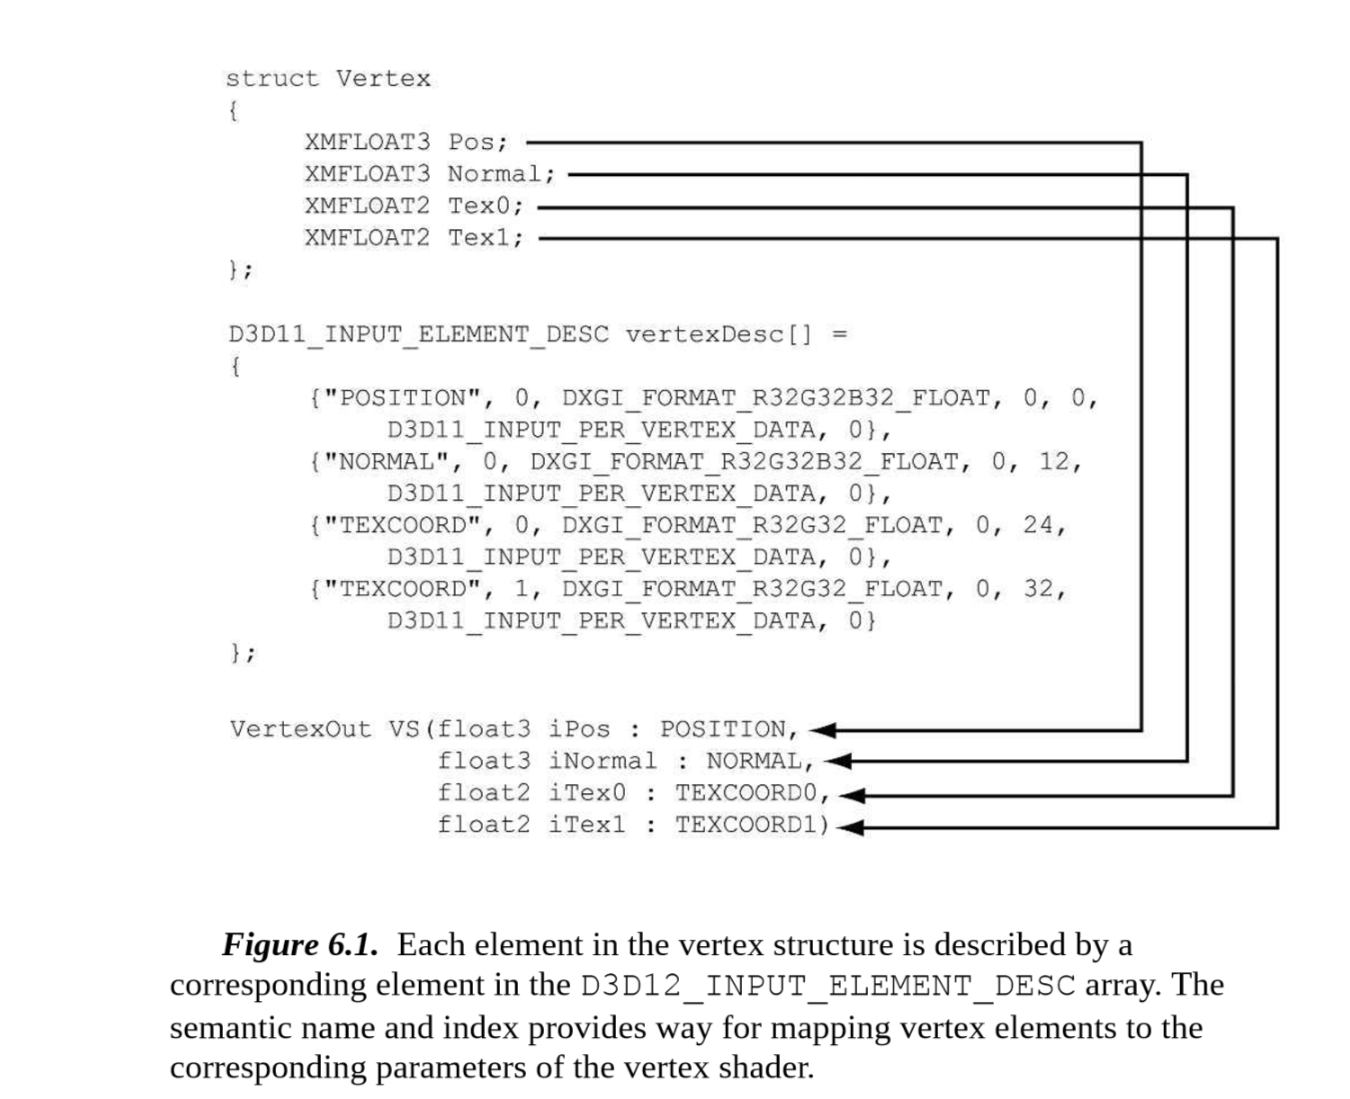 struct Vertex
{
XMFLOAT3 Pos;
XMFLOAT3 Normal;
XMFLOAT2 Tex0;
XMFLOAT2 Tex1;
};
D3D11_INPUT_ELEMENT_DESC vertexDesc[] =
{
{"POSITION", 0, DXGI_FORMAT_R32G32B32_FLOAT, 0, 0,
D3D11_INPUT_PER_VERTEX_DATA, 0},
{"NORMAL", 0, DXGI_FORMAT_R32G32B32_FLOAT, 0, 12,
D3D11_INPUT_PER_VERTEX_DATA, 0},
{"TEXCOORD", 0, DXGI_FORMAT_R32G32_FLOAT, 0, 24,
D3D11_INPUT_PER_VERTEX_DATA, 0},
{"TEXCOORD", 1, DXGI_FORMAT_R32G32_FLOAT, 0, 32,
D3D11_INPUT_PER_VERTEX_DATA, 0}
};
VertexOut VS(float3 iPos : POSITION,
float3 iNormal : NORMAL,
float2 iTex0 : TEXCOORD0,
float2 iTex1 : TEXCOORD1)
Figure 6.1. Each element in the vertex structure is described by a
corresponding element in the D3D12_INPUT_ELEMENT_DESC array. The
semantic name and index provides way for mapping vertex elements to the
corresponding parameters of the vertex shader.